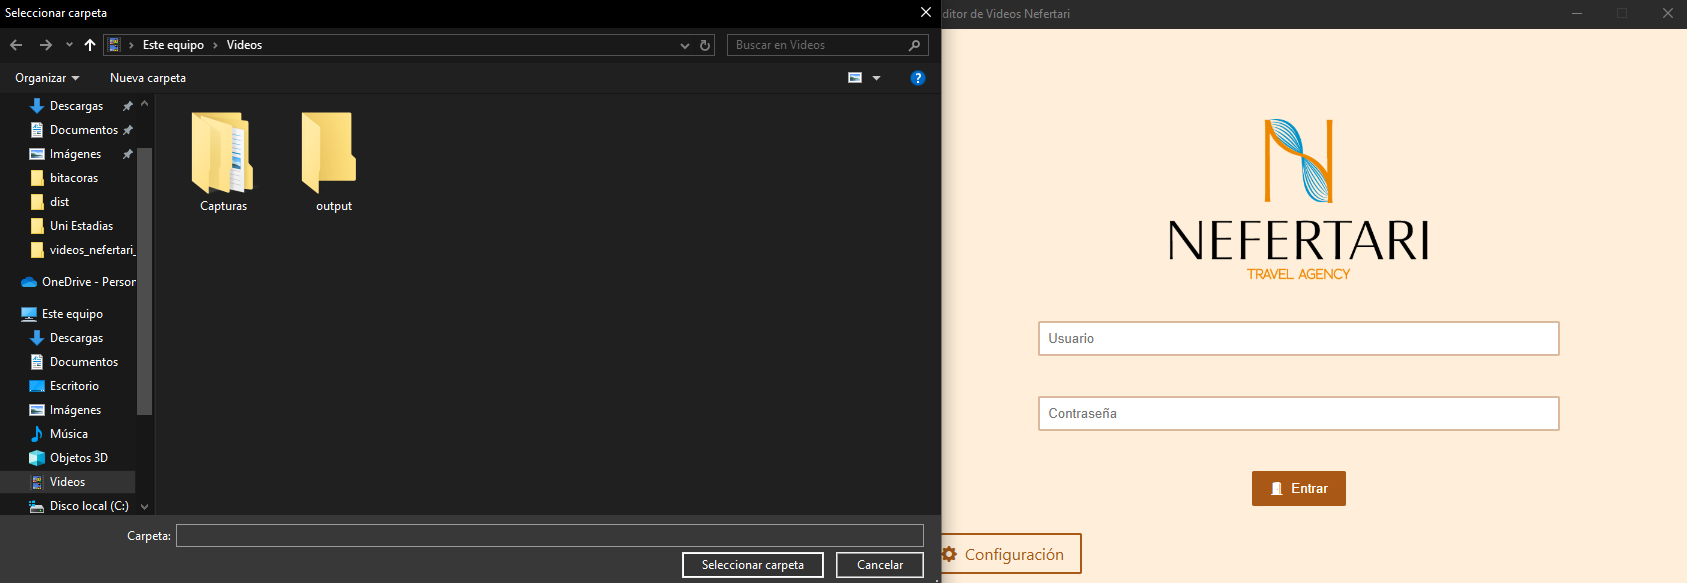 Seleccionar carpeta
ditor de Videos Nefertari
Este equipo > Videos
Buscar en Videos
Organizar
Nueva carpeta
?
Descargas
Documentos
Imágenes
bitacoras
dist
Uni Estadias
videos_nefertari_
OneDrive - Person
Este equipo
Descargas
Documentos
Escritorio
Imágenes
Música
Objetos 3D
Videos
Disco local (C:)
Capturas
output
Carpeta:
Seleccionar carpeta
Cancelar
N
NEFERTARI
TRAVEL AGENCY
Usuario
Contraseña
Entrar
Configuración